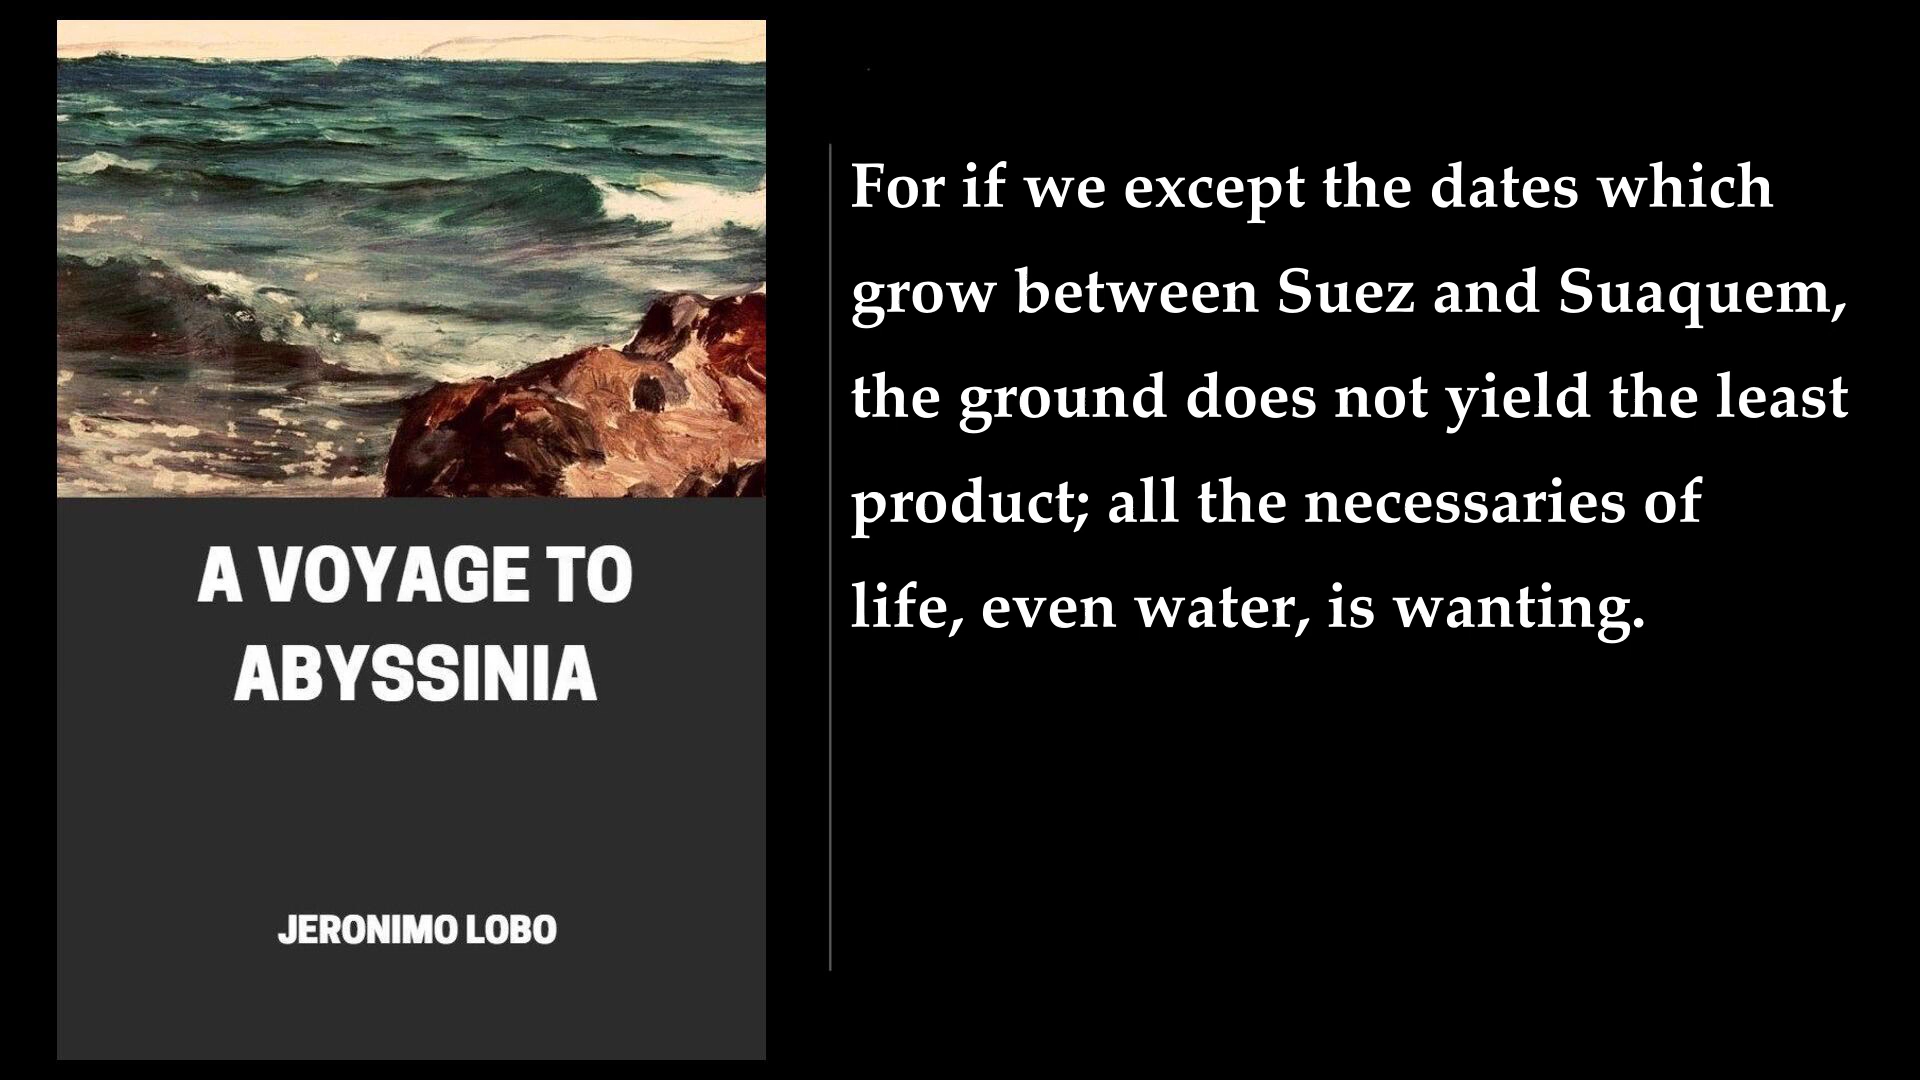 A VOYAGE TO
ABYSSINIA
JERONIMO LOBO
For if we except the dates which
grow between Suez and Suaquem,
the ground does not yield the least
product; all the necessaries of
life, even water, is wanting.